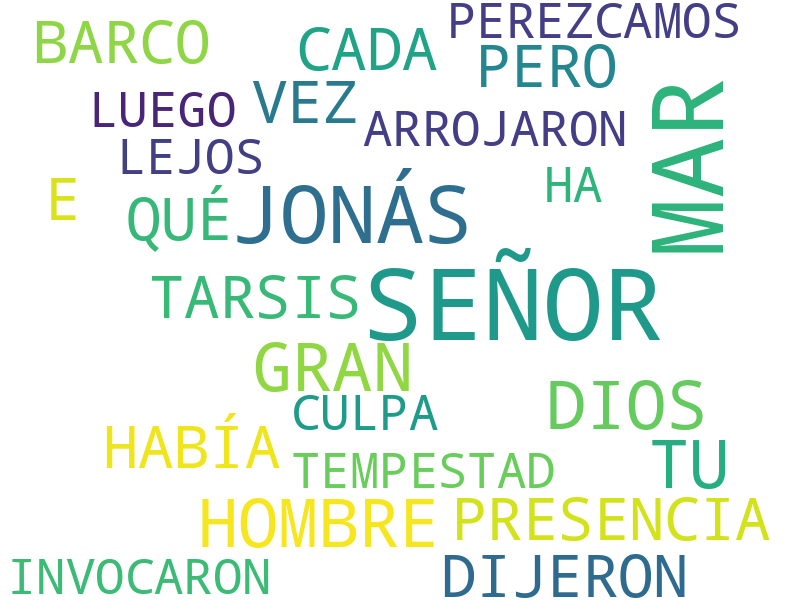 PEREZCAMOS
BARCO
CADA
PERO
VEZ
LUEGO
MAR
ARROJARON
LEJOS
HA
E
QUÉ
JONÁS
TARSIS
SEÑOR
GRAN
DIOS
CULPA
HABÍA
TU
TEMPESTAD
HOMBRE
PRESENCIA
INVOCARON
DIJERON